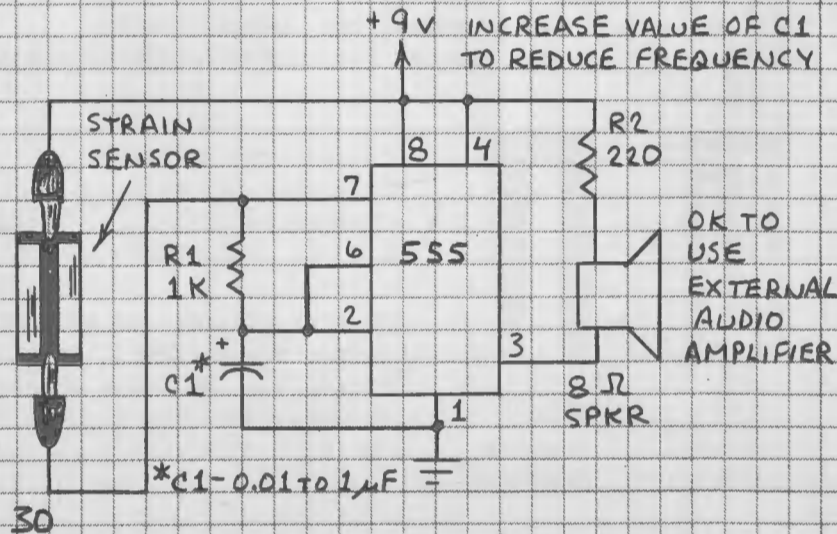 +9V INCREASE VALUE OF C1
TO REDUCE FREQUENCY
STRAIN
SENSOR
R2
220
8
4
7
R1
1K
6
555
2
+
C1*
3
1
OK TO
USE
EXTERNAL
AUDIO
AMPLIFIER
8 Ω
SPKR
*C1-0.01 TO 1μF
30